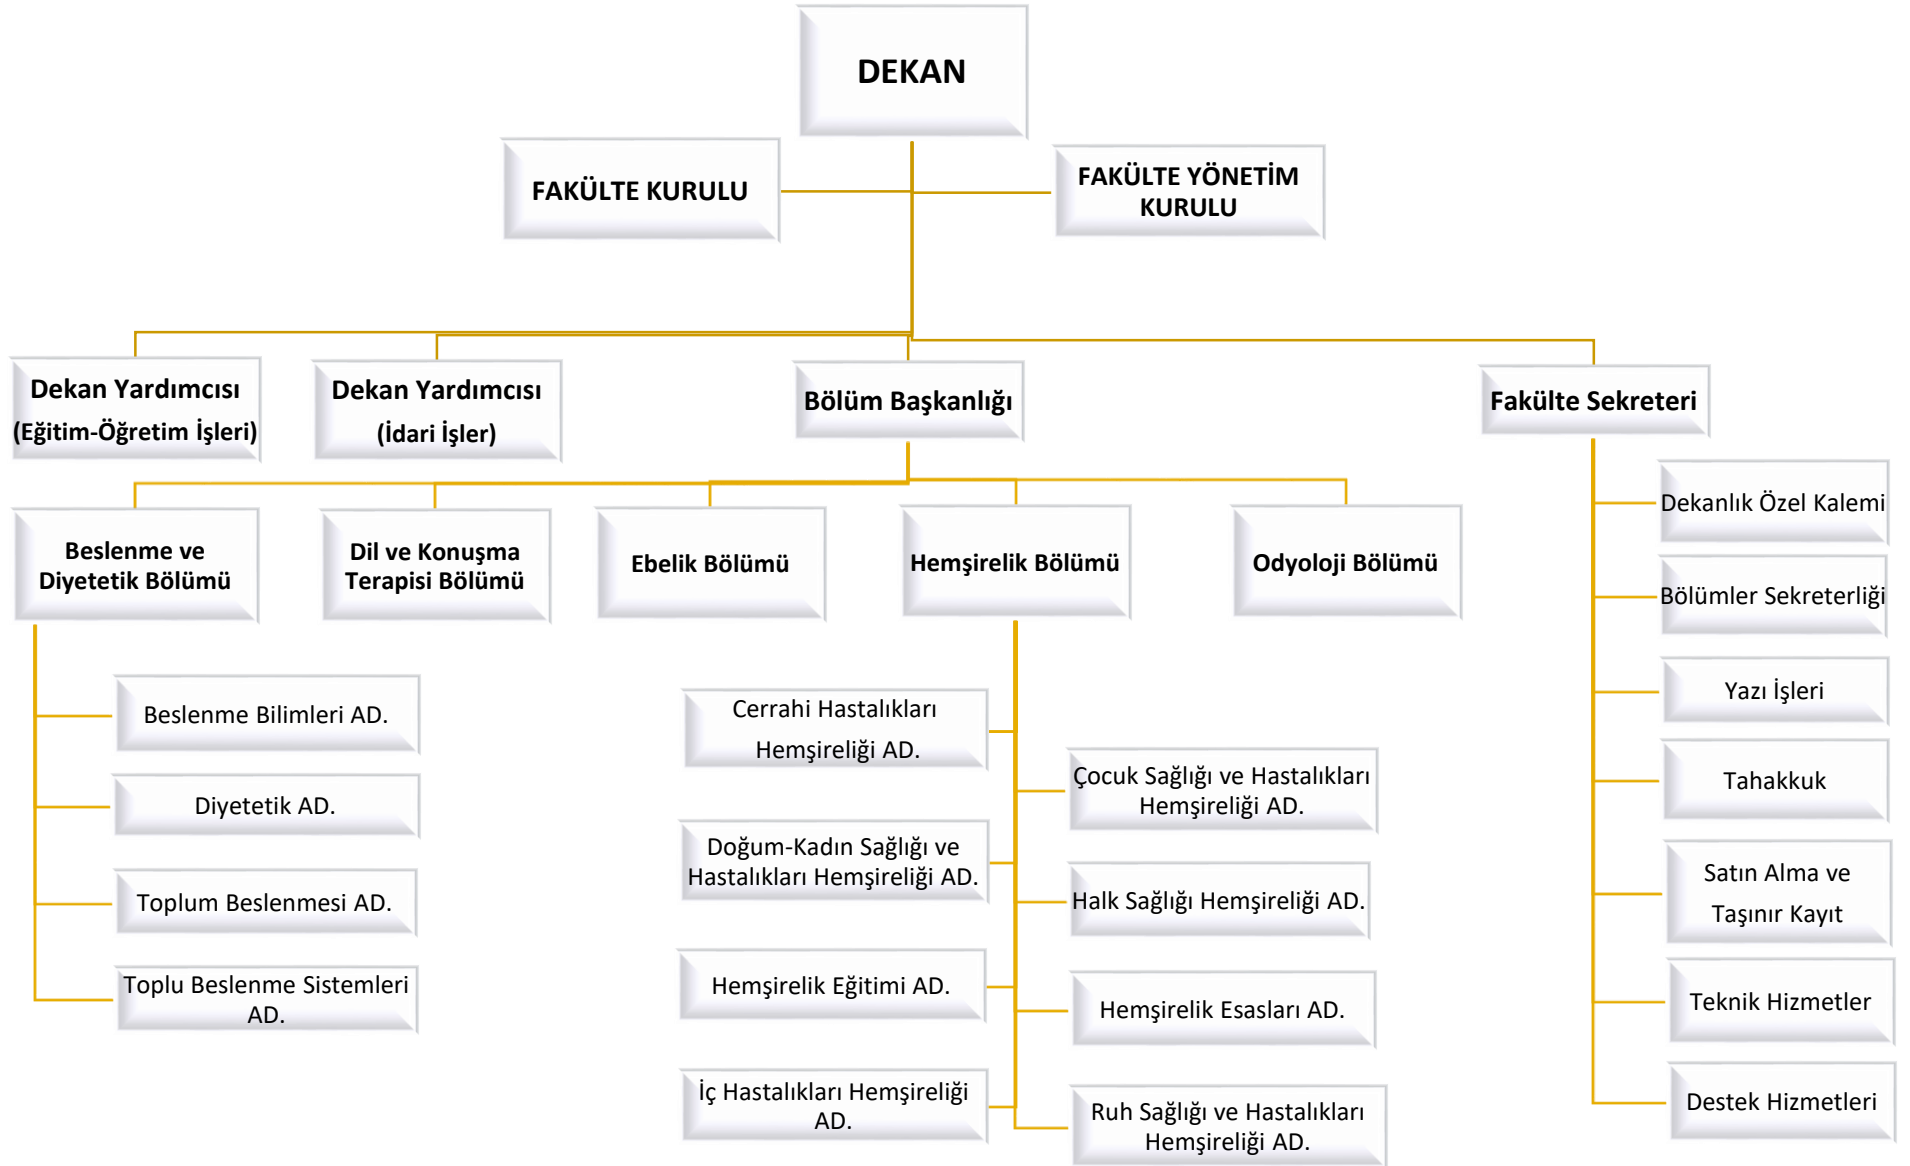 DEKAN
FAKÜLTE KURULU
FAKÜLTE YÖNETİM
KURULU
Dekan Yardımcısı
(Eğitim-Öğretim İşleri)
Dekan Yardımcısı
(İdari İşler)
Bölüm Başkanlığı
Fakülte Sekreteri
Beslenme ve
Diyetetik Bölümü
Dil ve Konuşma
Terapisi Bölümü
Ebelik Bölümü
Hemşirelik Bölümü
Odyoloji Bölümü
Beslenme Bilimleri AD.
Diyetetik AD.
Toplum Beslenmesi AD.
Toplu Beslenme Sistemleri
AD.
Cerrahi Hastalıkları
Hemşireliği AD.
Çocuk Sağlığı ve Hastalıkları
Hemşireliği AD.
Doğum-Kadın Sağlığı ve
Hastalıkları Hemşireliği AD.
Halk Sağlığı Hemşireliği AD.
Hemşirelik Eğitimi AD.
Hemşirelik Esasları AD.
İç Hastalıkları Hemşireliği
AD.
Ruh Sağlığı ve Hastalıkları
Hemşireliği AD.
Dekanlık Özel Kalemi
Bölümler Sekreterliği
Yazı İşleri
Tahakkuk
Satın Alma ve
Taşınır Kayıt
Teknik Hizmetler
Destek Hizmetleri